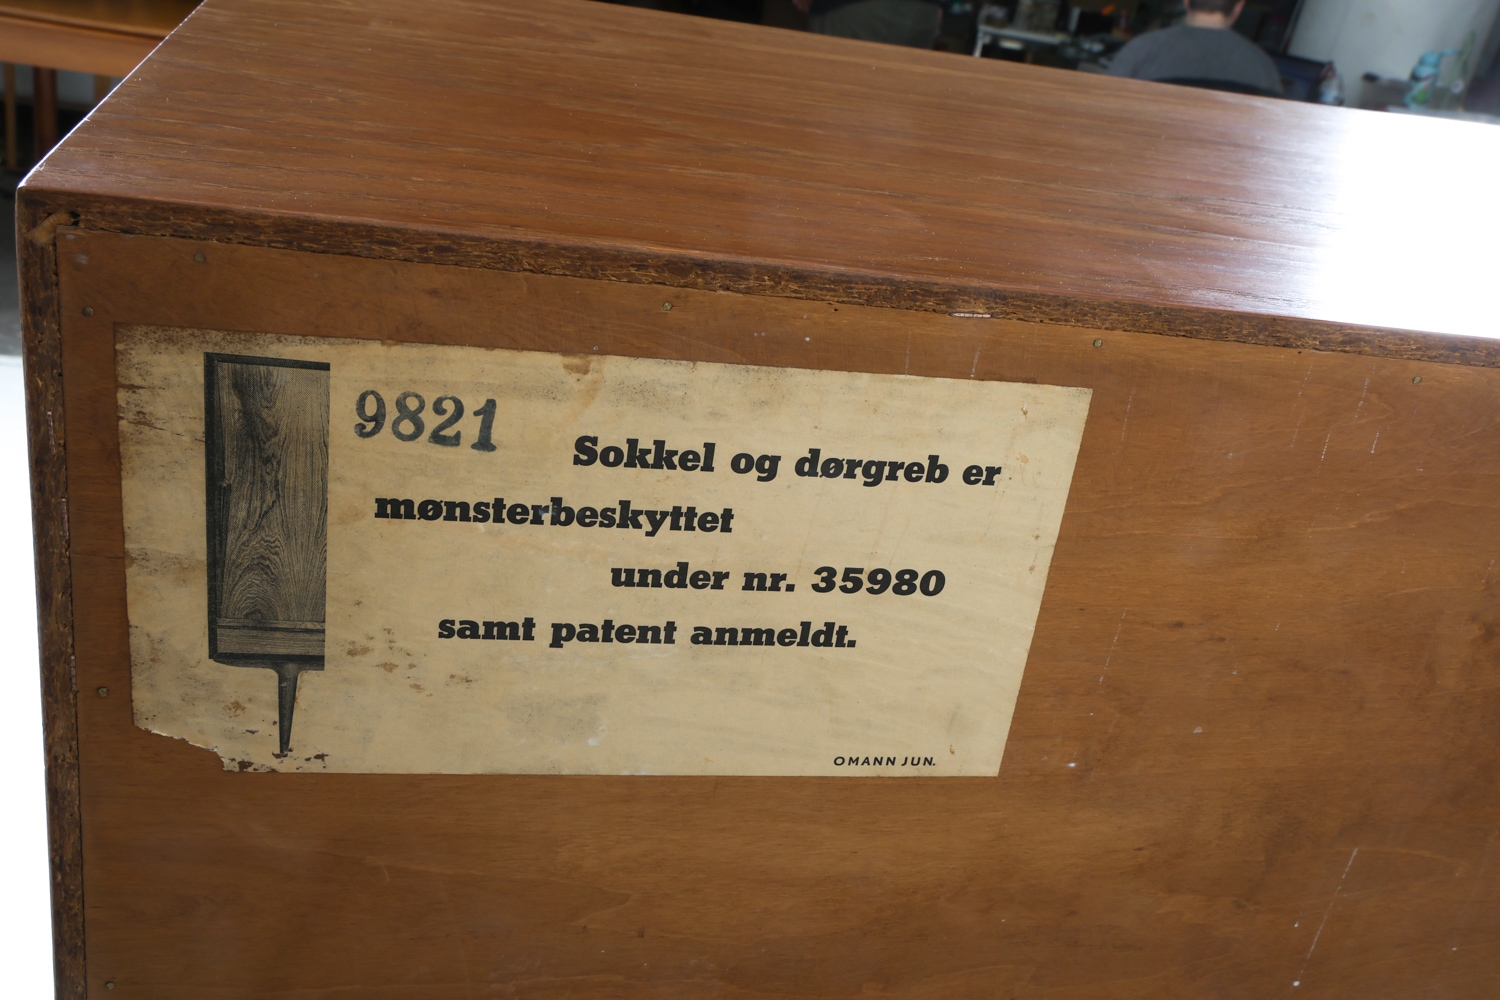 9821
Sokkel og dørgreb er
mønsterbeskyttet
under nr. 35980
samt patent anmeldt.
OMANN JUN.